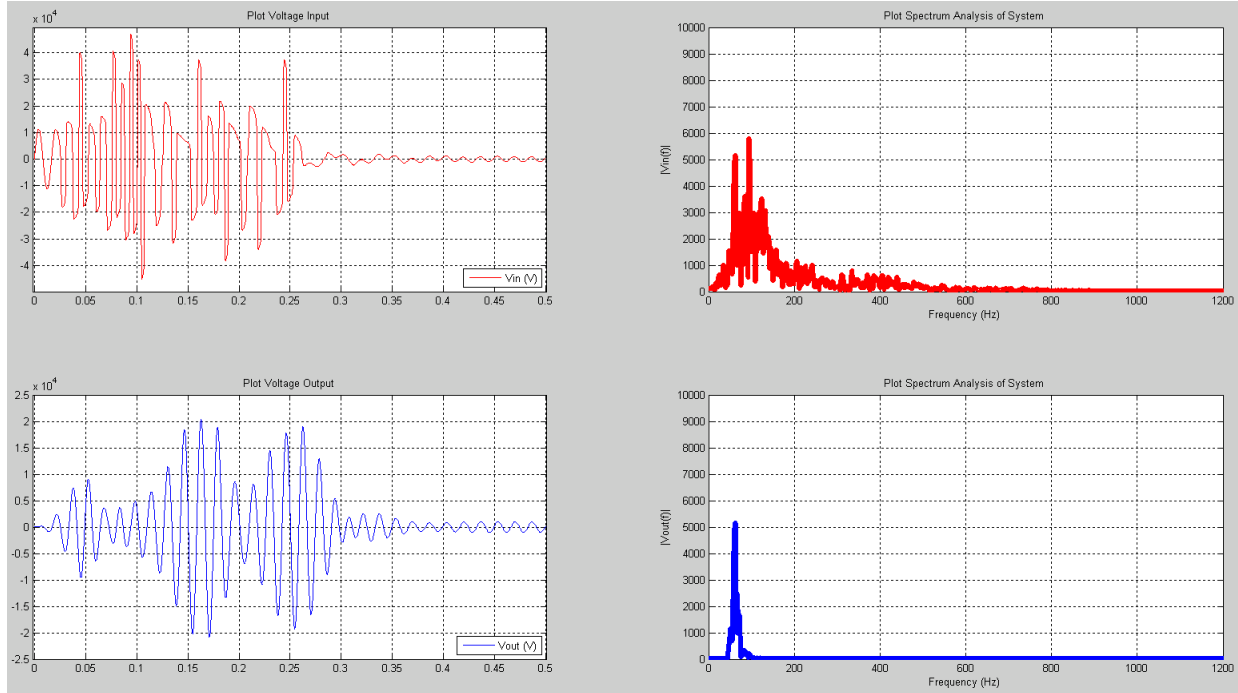 Plot Voltage Input
x 10⁴
4
3
2
1
0
-1
-2
-3
-4
Vin (V)
0 0.05 0.1 0.15 0.2 0.25 0.3 0.35 0.4 0.45 0.5
Plot Spectrum Analysis of System
10000
9000
8000
7000
6000
5000
4000
3000
2000
1000
0
|Vin(f)|
0 200 400 600 800 1000 1200
Frequency (Hz)
Plot Voltage Output
x 10⁴
2.5
2
1.5
1
0.5
0
-0.5
-1
-1.5
-2
-2.5
Vout (V)
0 0.05 0.1 0.15 0.2 0.25 0.3 0.35 0.4 0.45 0.5
Plot Spectrum Analysis of System
10000
9000
8000
7000
6000
5000
4000
3000
2000
1000
0
|Vout(f)|
0 200 400 600 800 1000 1200
Frequency (Hz)